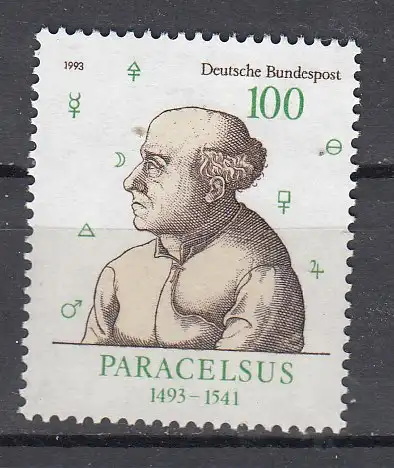 1993
Deutsche Bundespost
100
PARACELSUS
1493 – 1541